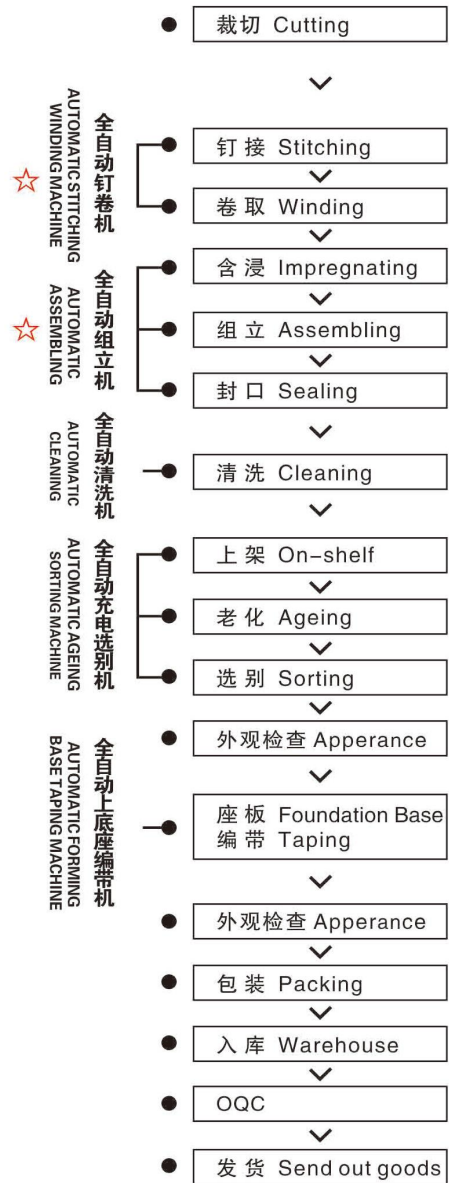 裁切 Cutting
全自动钉卷机
AUTOMATIC STITCHING
WINDING MACHINE
钉接 Stitching
卷取 Winding
全自动组立机
AUTOMATIC
ASSEMBLING
含浸 Impregnating
组立 Assembling
封口 Sealing
全自动清洗机
AUTOMATIC
CLEANING
清洗 Cleaning
全自动充电选别机
AUTOMATIC AGEING
SORTING MACHINE
上架 On-shelf
老化 Ageing
选别 Sorting
外观检查 Apperance
全自动上底座编带机
AUTOMATIC FORMING
BASE TAPING MACHINE
座板 Foundation Base
编带 Taping
外观检查 Apperance
包装 Packing
入库 Warehouse
OQC
发货 Send out goods